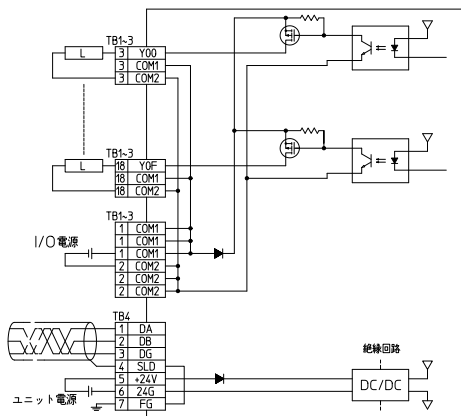 TB1~3
L 3 Y00
3 COM1
3 COM2
TB1~3
L 18 Y0F
18 COM1
18 COM2
TB1~3
1 COM1
1 COM1
I/O電源 1 COM1
2 COM2
2 COM2
2 COM2
TB4
1 DA
2 DB
3 DG
4 SLD
5 +24V
ユニット電源 6 24G
7 FG
絶縁回路
DC/DC